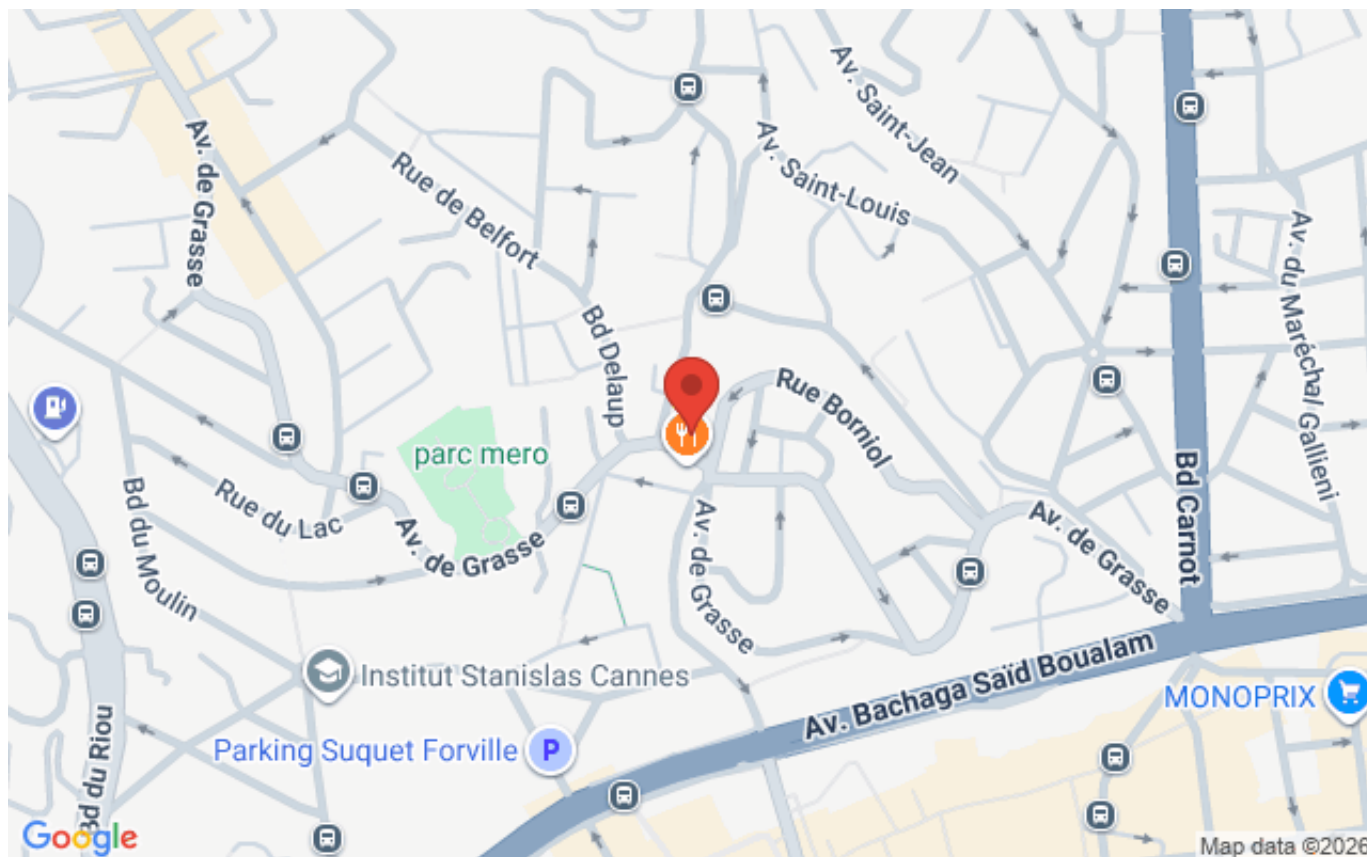 Av. Saint-Jean
Av. de Grasse
Av. Saint-Louis
Rue de Belfort
Av. du Maréchal Gallieni
Bd Delaup
Rue Borniol
parc mero
Bd Carnot
Rue du Lac
Bd du Moulin
Av. de Grasse
Av. de Grasse
Av. de Grasse
Institut Stanislas Cannes
Av. Bachaga Saïd Boualam
MONOPRIX
Parking Suquet Forville
P
Bd du Riou
Google
Map data ©2026